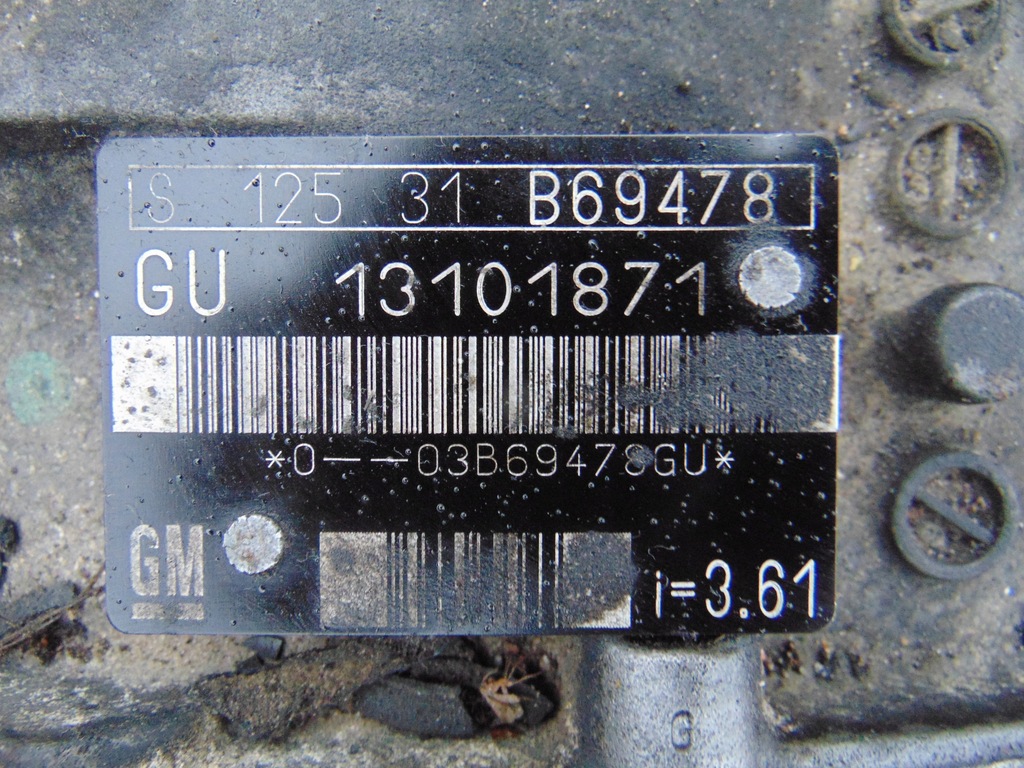 S 125 31 B69478
GU 13101871
*0--03B69478GU*
GM
i=3.61
G